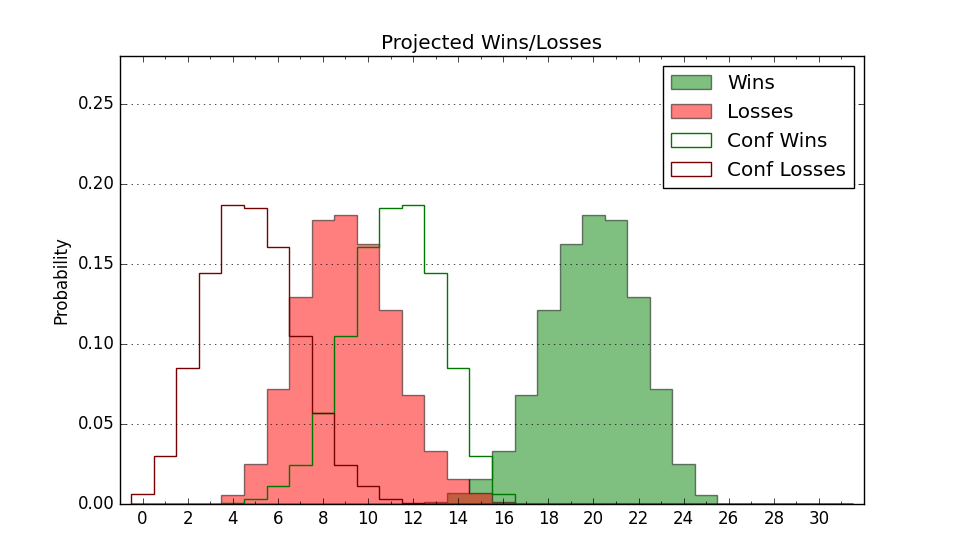 Projected Wins/Losses
Wins
Losses
Conf Wins
Conf Losses
Probability
0.25
0.20
0.15
0.10
0.05
0.00
0 2 4 6 8 10 12 14 16 18 20 22 24 26 28 30